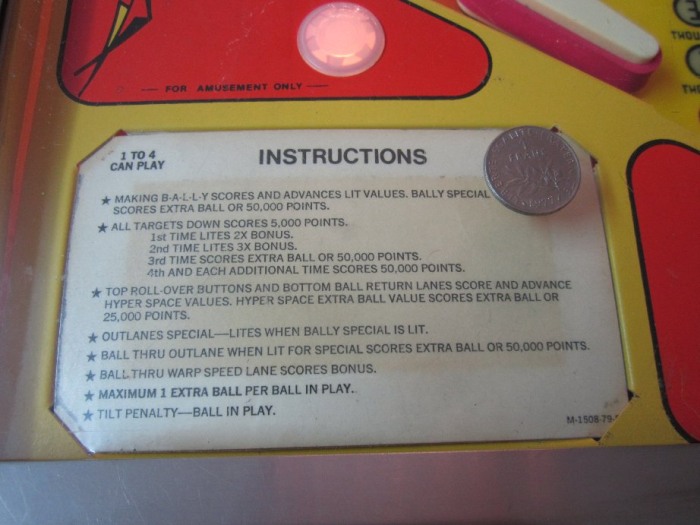 — FOR AMUSEMENT ONLY —
1 TO 4
CAN PLAY
INSTRUCTIONS
★ MAKING B-A-L-L-Y SCORES AND ADVANCES LIT VALUES. BALLY SPECIAL
SCORES EXTRA BALL OR 50,000 POINTS.
★ ALL TARGETS DOWN SCORES 5,000 POINTS.
1st TIME LITES 2X BONUS.
2nd TIME LITES 3X BONUS.
3rd TIME SCORES EXTRA BALL OR 50,000 POINTS.
4th AND EACH ADDITIONAL TIME SCORES 50,000 POINTS.
★ TOP ROLL-OVER BUTTONS AND BOTTOM BALL RETURN LANES SCORE AND ADVANCE
HYPER SPACE VALUES. HYPER SPACE EXTRA BALL VALUE SCORES EXTRA BALL OR
25,000 POINTS.
★ OUTLANES SPECIAL—LITES WHEN BALLY SPECIAL IS LIT.
★ BALL THRU OUTLANE WHEN LIT FOR SPECIAL SCORES EXTRA BALL OR 50,000 POINTS.
★ BALL THRU WARP SPEED LANE SCORES BONUS.
★ MAXIMUM 1 EXTRA BALL PER BALL IN PLAY.
★ TILT PENALTY—BALL IN PLAY.
M-1508-79-
3
THOU